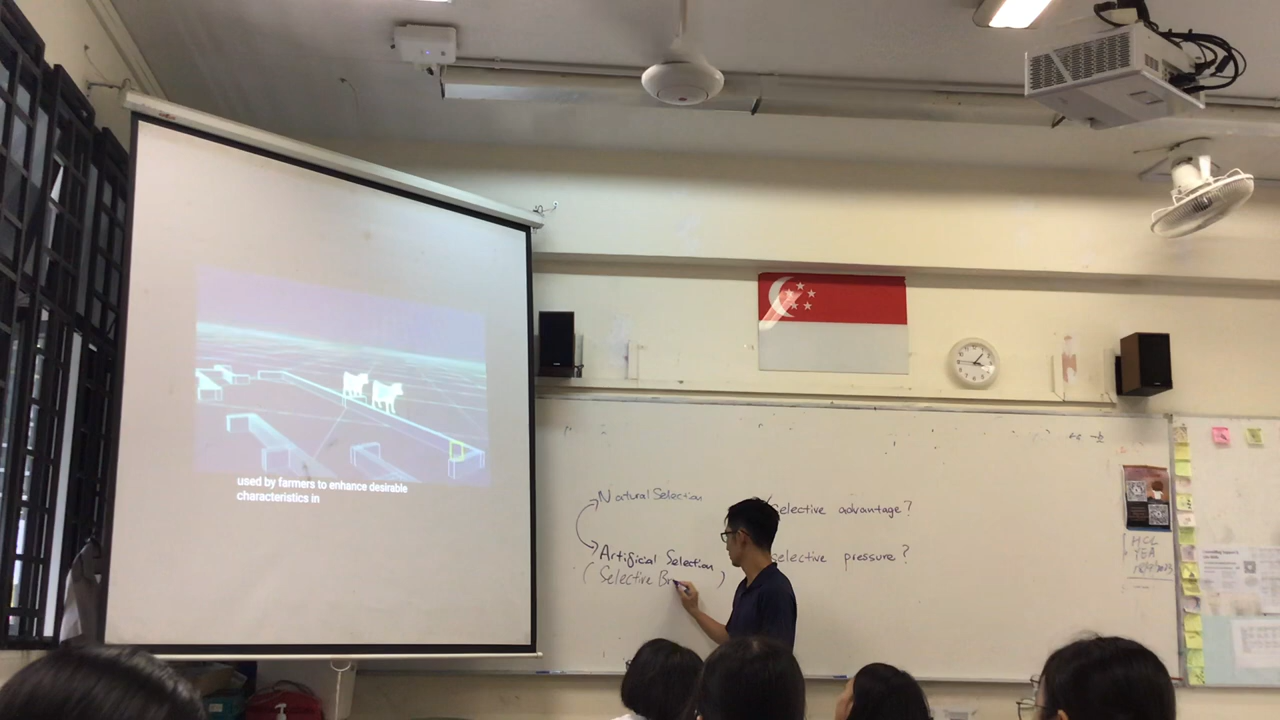 used by farmers to enhance desirable
characteristics in
Natural Selection
Selective advantage?
Artificial Selection
selective pressure?
(Selective Br )
HCL
YEA